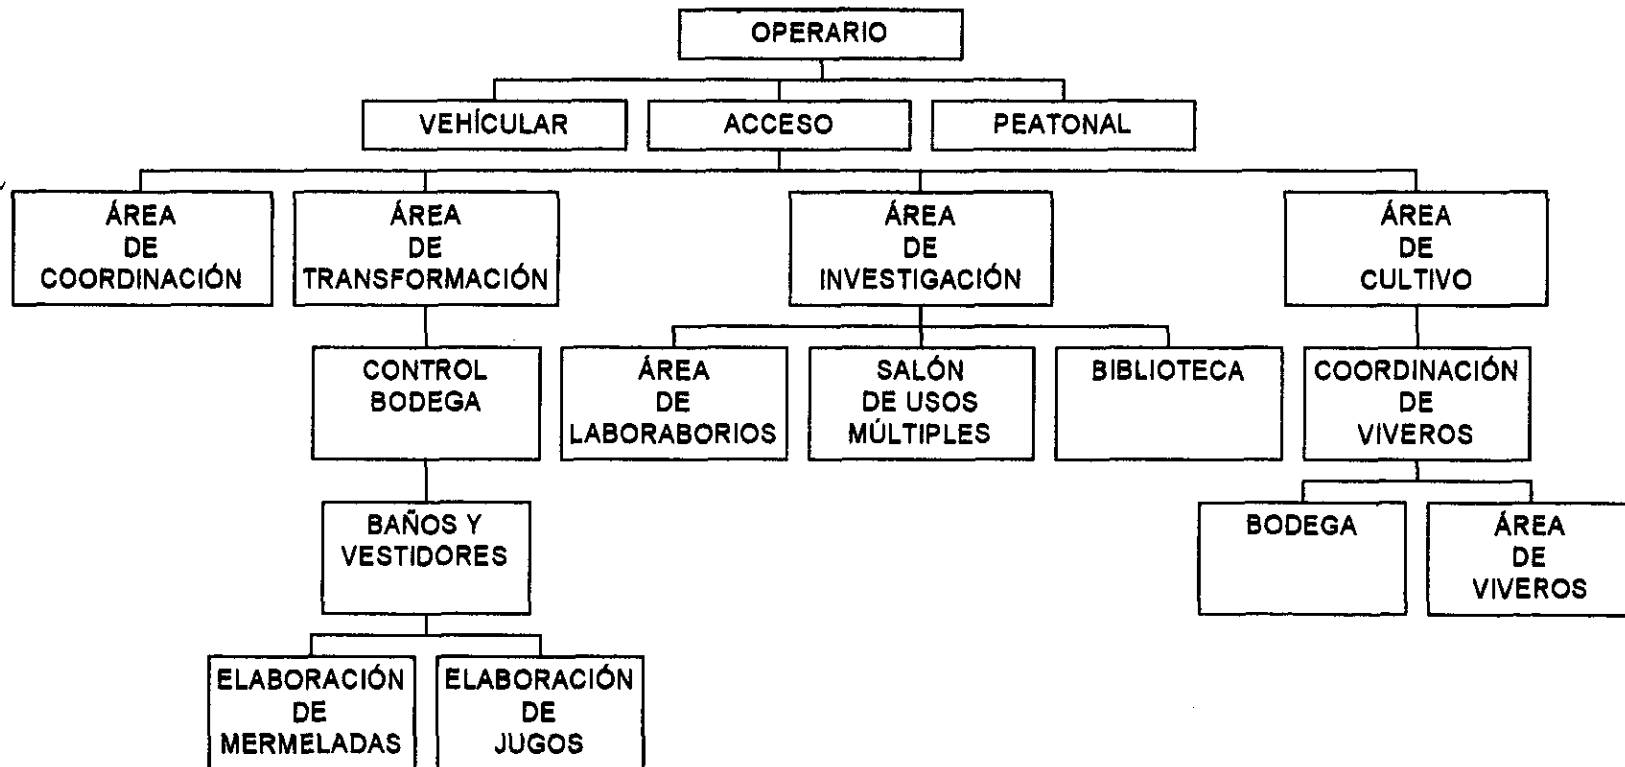 OPERARIO
VEHÍCULAR
ACCESO
PEATONAL
ÁREA
DE
COORDINACIÓN
ÁREA
DE
TRANSFORMACIÓN
ÁREA
DE
INVESTIGACIÓN
ÁREA
DE
CULTIVO
CONTROL
BODEGA
ÁREA
DE
LABORABORIOS
SALÓN
DE USOS
MÚLTIPLES
BIBLIOTECA
COORDINACIÓN
DE
VIVEROS
BAÑOS Y
VESTIDORES
BODEGA
ÁREA
DE
VIVEROS
ELABORACIÓN
DE
MERMELADAS
ELABORACIÓN
DE
JUGOS